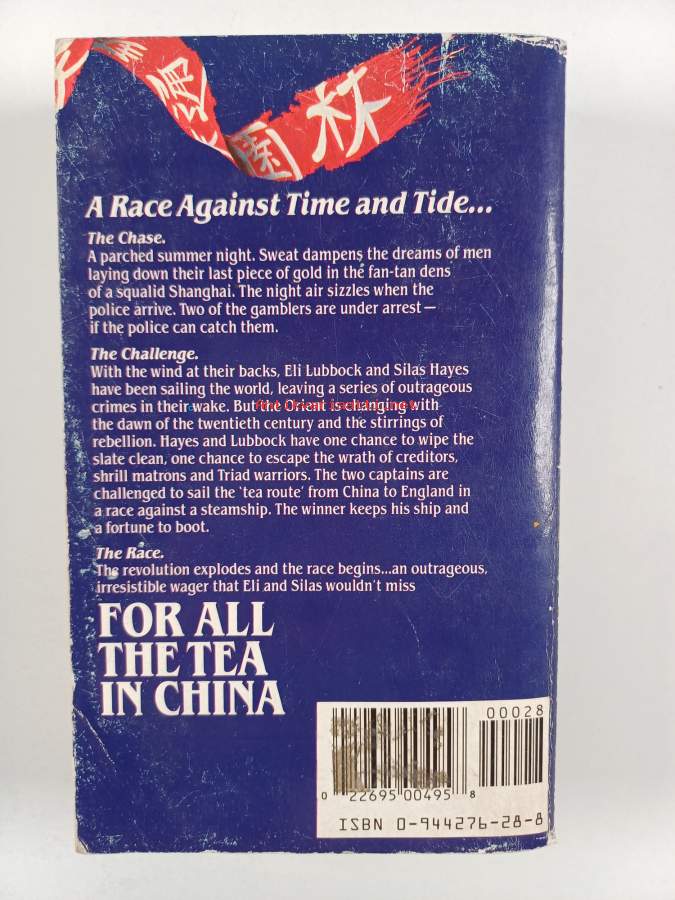 圍 杯
A Race Against Time and Tide...
The Chase.
A parched summer night. Sweat dampens the dreams of men
laying down their last piece of gold in the fan-tan dens
of a squalid Shanghai. The night air sizzles when the
police arrive. Two of the gamblers are under arrest—
if the police can catch them.
The Challenge.
With the wind at their backs, Eli Lubbock and Silas Hayes
have been sailing the world, leaving a series of outrageous
crimes in their wake. But the Orient is changing with
the dawn of the twentieth century and the stirrings of
rebellion. Hayes and Lubbock have one chance to wipe the
slate clean, one chance to escape the wrath of creditors,
shrill matrons and Triad warriors. The two captains are
challenged to sail the 'tea route' from China to England in
a race against a steamship. The winner keeps his ship and
a fortune to boot.
The Race.
The revolution explodes and the race begins...an outrageous,
irresistible wager that Eli and Silas wouldn't miss
FOR ALL
THE TEA
IN CHINA
00028
0 22695 00495 8
ISBN 0-944276-28-8